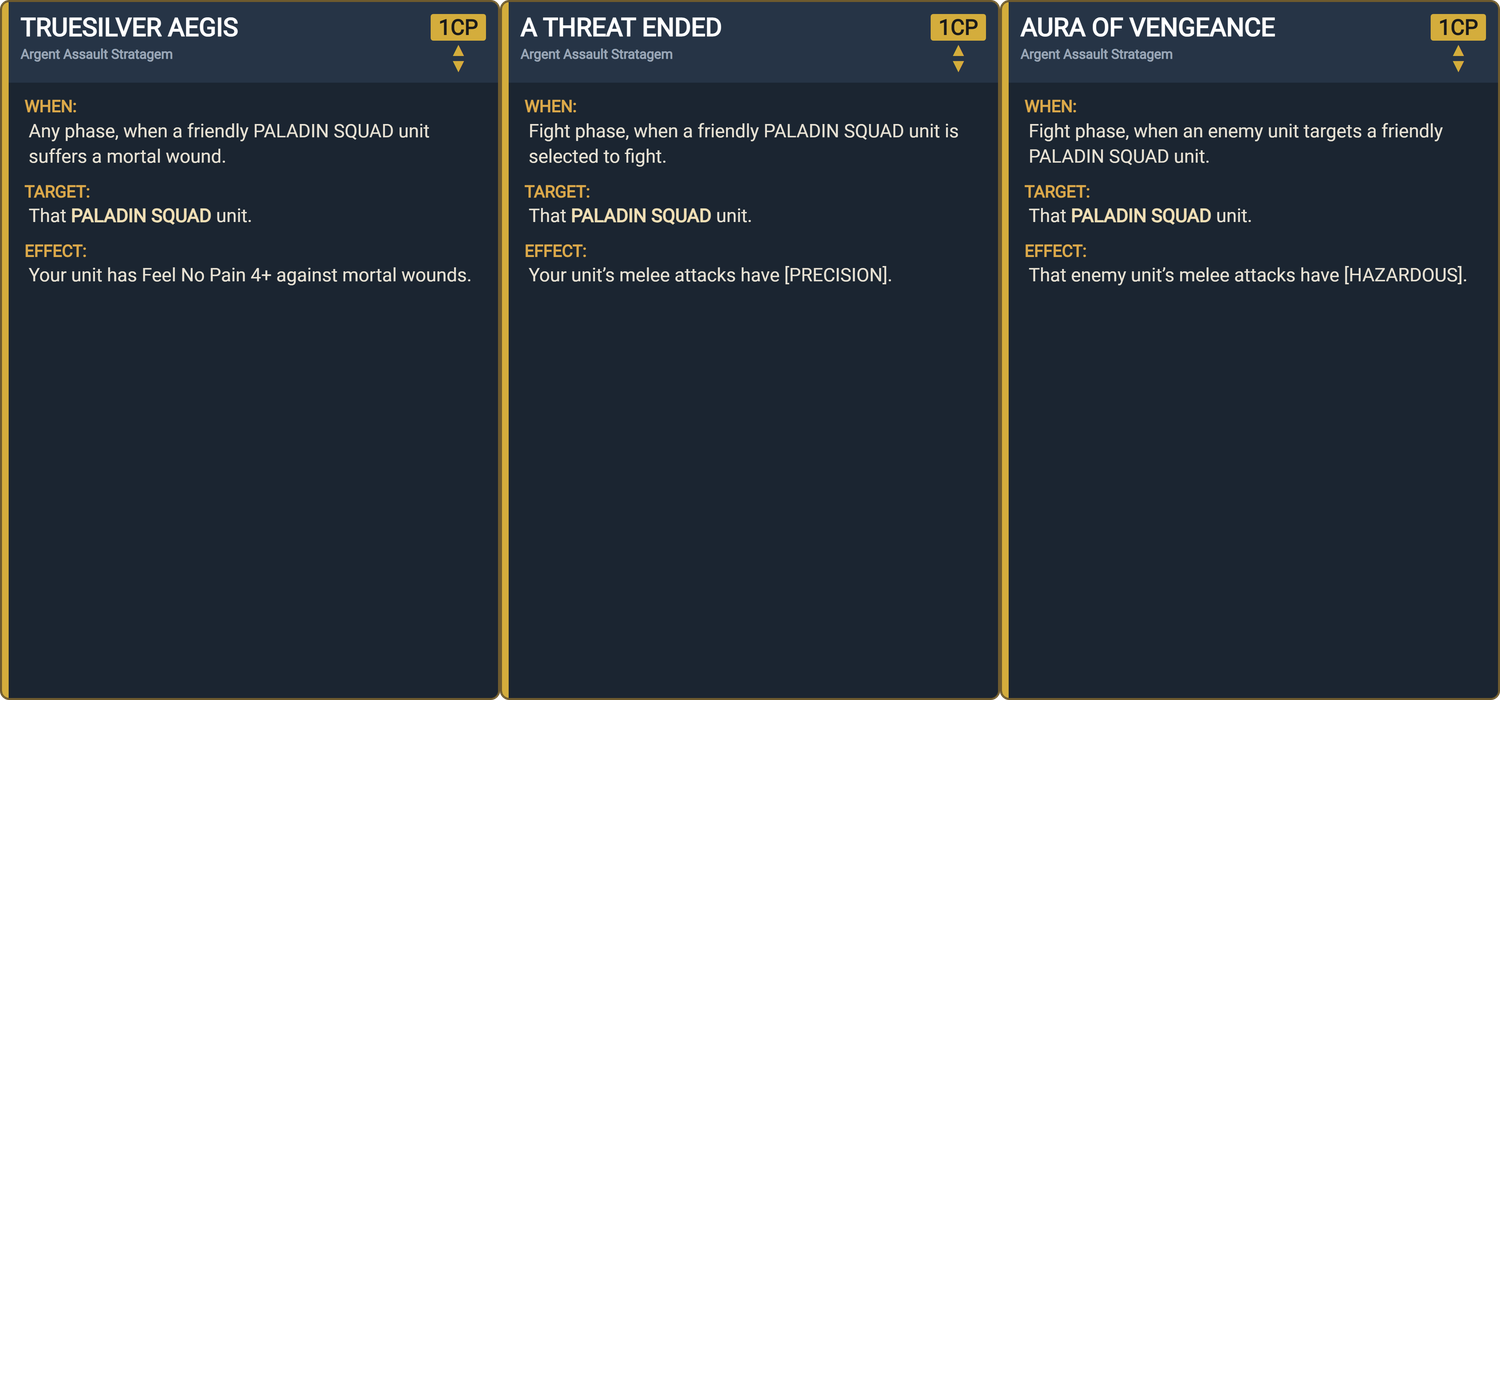 TRUESILVER AEGIS
1CP
Argent Assault Stratagem
▲
▼
WHEN:
Any phase, when a friendly PALADIN SQUAD unit
suffers a mortal wound.
TARGET:
That PALADIN SQUAD unit.
EFFECT:
Your unit has Feel No Pain 4+ against mortal wounds.
A THREAT ENDED
1CP
Argent Assault Stratagem
▲
▼
WHEN:
Fight phase, when a friendly PALADIN SQUAD unit is
selected to fight.
TARGET:
That PALADIN SQUAD unit.
EFFECT:
Your unit’s melee attacks have [PRECISION].
AURA OF VENGEANCE
1CP
Argent Assault Stratagem
▲
▼
WHEN:
Fight phase, when an enemy unit targets a friendly
PALADIN SQUAD unit.
TARGET:
That PALADIN SQUAD unit.
EFFECT:
That enemy unit’s melee attacks have [HAZARDOUS].